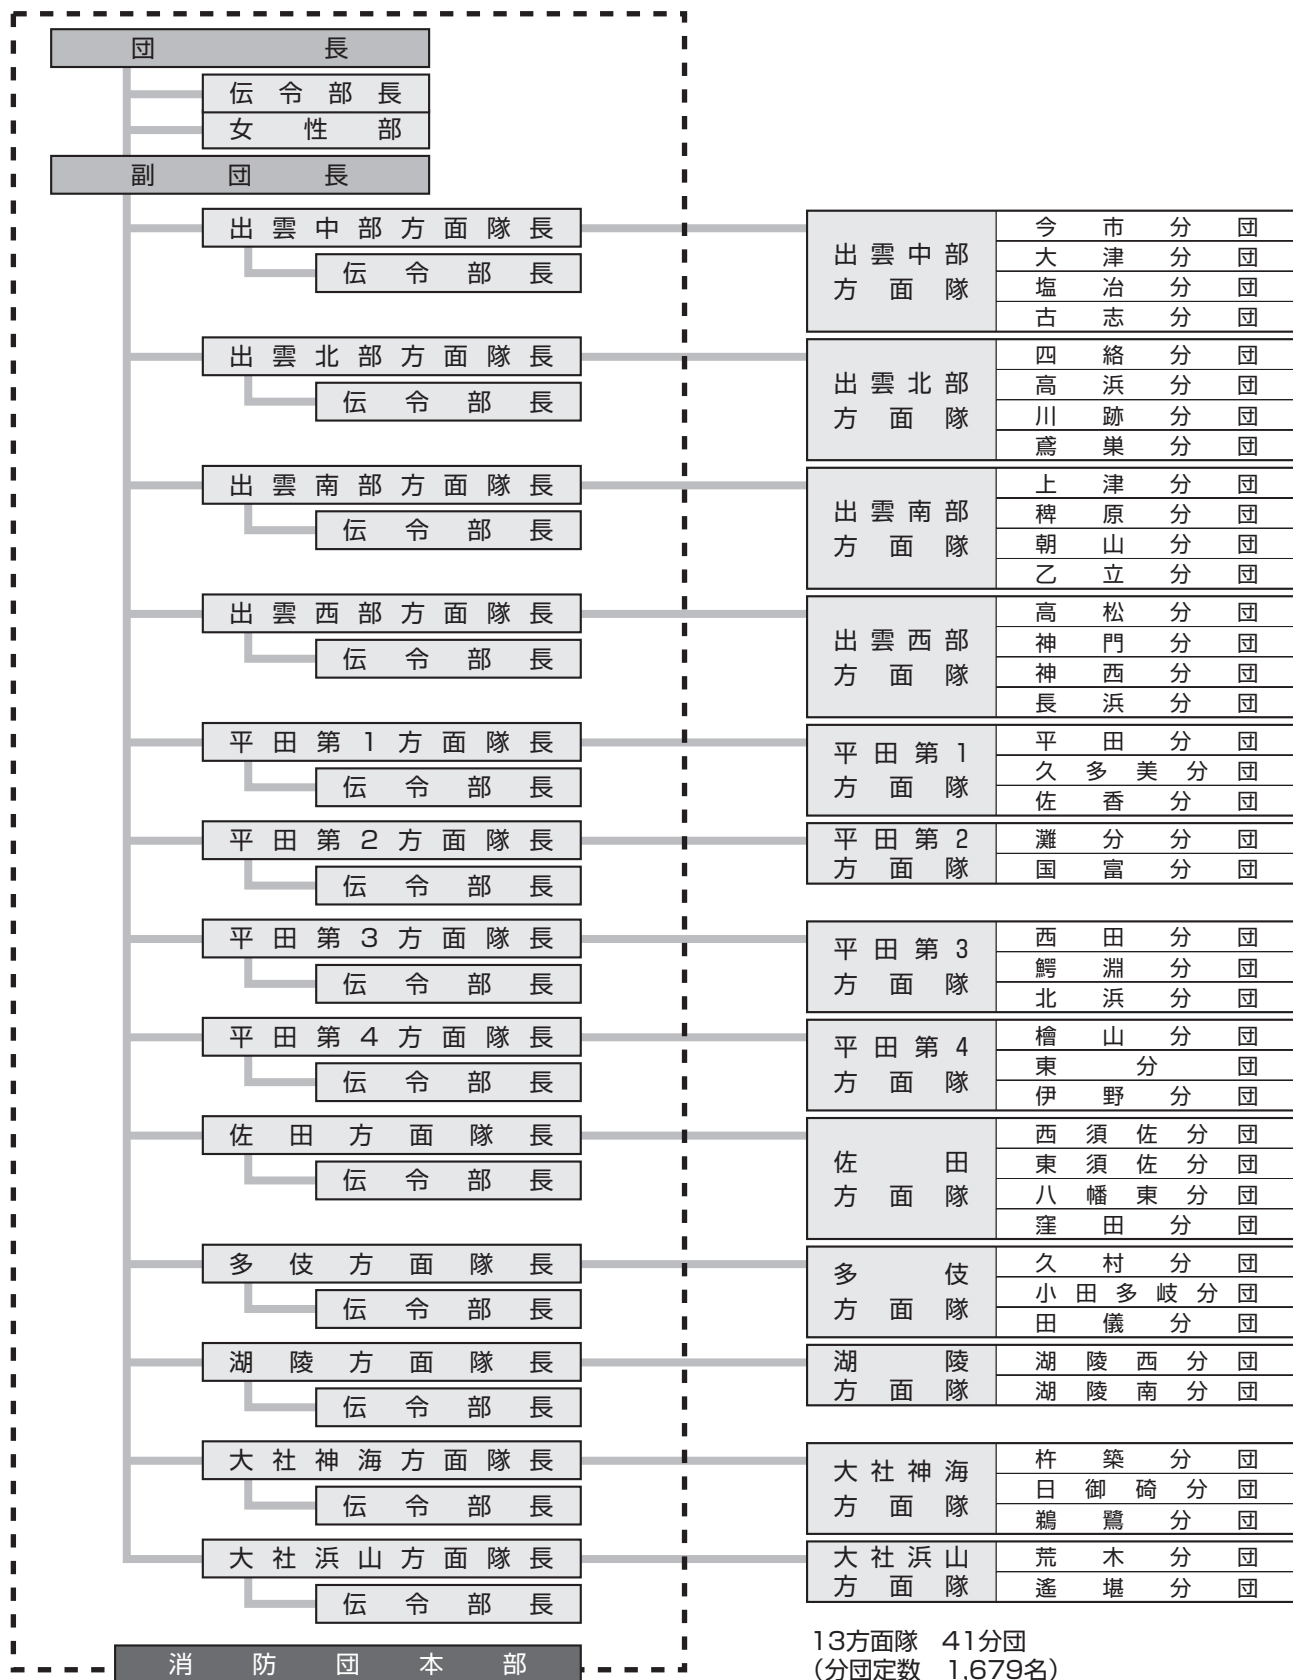 団長
伝令部長
女性部
副団長
出雲中部方面隊長
伝令部長
出雲北部方面隊長
伝令部長
出雲南部方面隊長
伝令部長
出雲西部方面隊長
伝令部長
平田第1方面隊長
伝令部長
平田第2方面隊長
伝令部長
平田第3方面隊長
伝令部長
平田第4方面隊長
伝令部長
佐田方面隊長
伝令部長
多伎方面隊長
伝令部長
湖陵方面隊長
伝令部長
大社神海方面隊長
伝令部長
大社浜山方面隊長
伝令部長
消防団本部
出雲中部
方面隊
今市分団
大津分団
塩冶分団
古志分団
出雲北部
方面隊
四絡分団
高浜分団
川跡分団
鳶巣分団
出雲南部
方面隊
上津分団
稗原分団
朝山分団
乙立分団
出雲西部
方面隊
高松分団
神門分団
神西分団
長浜分団
平田第1
方面隊
平田分団
久多美分団
佐香分団
平田第2
方面隊
灘分分団
国富分団
平田第3
方面隊
西田分団
鰐淵分団
北浜分団
平田第4
方面隊
檜山分団
東分団
伊野分団
佐田
方面隊
西須佐分団
東須佐分団
八幡東分団
窪田分団
多伎
方面隊
久村分団
小田多岐分団
田儀分団
湖陵
方面隊
湖陵西分団
湖陵南分団
大社神海
方面隊
杵築分団
日御碕分団
鵜鷺分団
大社浜山
方面隊
荒木分団
遙堪分団
13方面隊 41分団
(分団定数 1,679名)